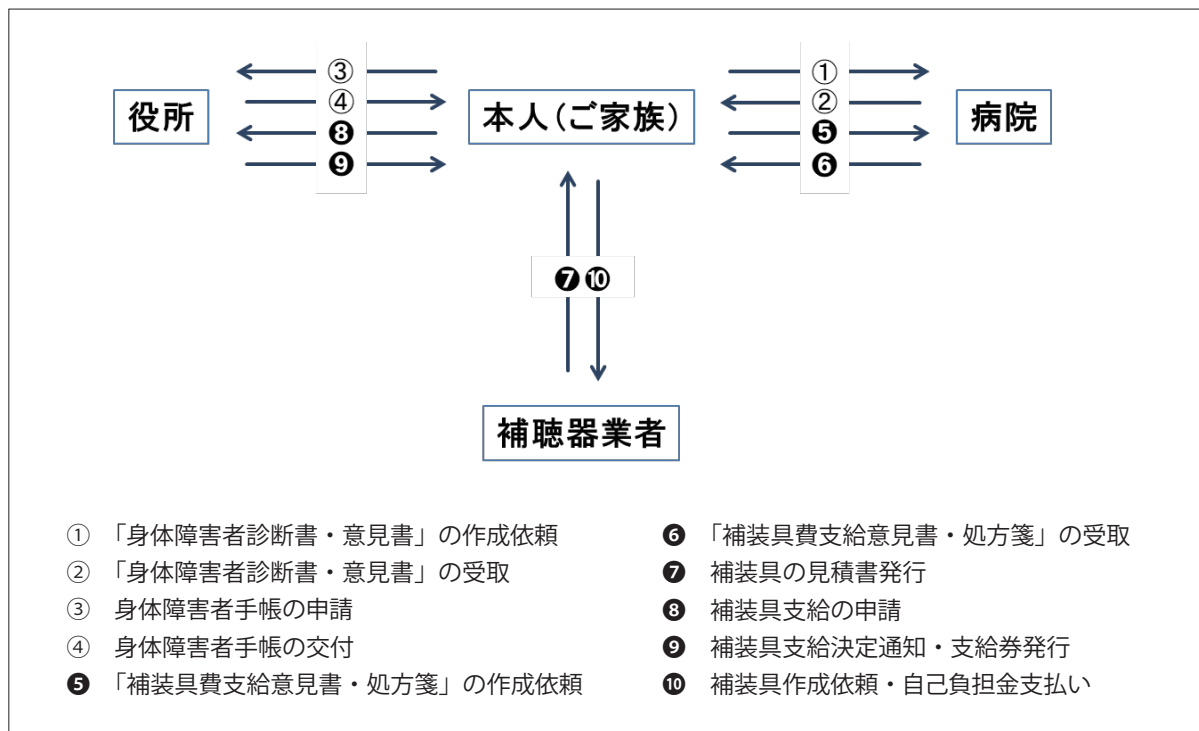 ③
①
④
②
役所
本人(ご家族)
病院
❽
❺
❾
❻
❼❿
補聴器業者
① 「身体障害者診断書・意見書」の作成依頼
② 「身体障害者診断書・意見書」の受取
③ 身体障害者手帳の申請
④ 身体障害者手帳の交付
❺ 「補装具費支給意見書・処方箋」の作成依頼
❻ 「補装具費支給意見書・処方箋」の受取
❼ 補装具の見積書発行
❽ 補装具支給の申請
❾ 補装具支給決定通知・支給券発行
❿ 補装具作成依頼・自己負担金支払い